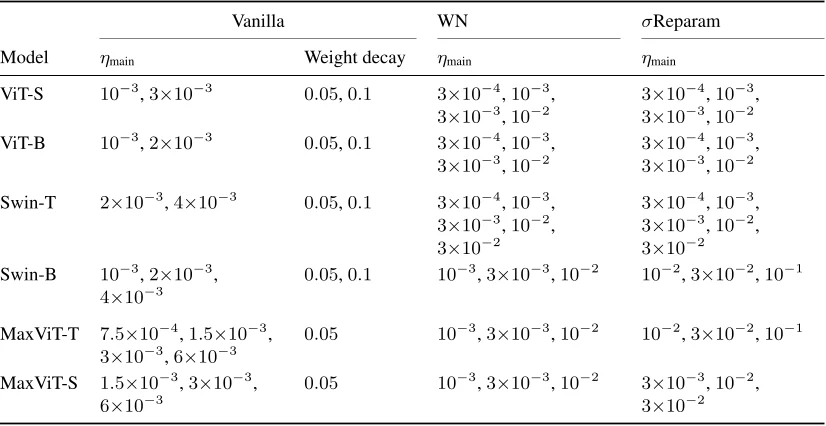 Vanilla WN σReparam
Model η_main Weight decay η_main η_main
ViT-S 10⁻³, 3×10⁻³ 0.05, 0.1 3×10⁻⁴, 10⁻³, 3×10⁻⁴, 10⁻³,
3×10⁻³, 10⁻² 3×10⁻³, 10⁻²
ViT-B 10⁻³, 2×10⁻³ 0.05, 0.1 3×10⁻⁴, 10⁻³, 3×10⁻⁴, 10⁻³,
3×10⁻³, 10⁻² 3×10⁻³, 10⁻²
Swin-T 2×10⁻³, 4×10⁻³ 0.05, 0.1 3×10⁻⁴, 10⁻³, 3×10⁻⁴, 10⁻³,
3×10⁻³, 10⁻², 3×10⁻³, 10⁻²,
3×10⁻² 3×10⁻²
Swin-B 10⁻³, 2×10⁻³, 0.05, 0.1 10⁻³, 3×10⁻³, 10⁻² 10⁻², 3×10⁻², 10⁻¹
4×10⁻³
MaxViT-T 7.5×10⁻⁴, 1.5×10⁻³, 0.05 10⁻³, 3×10⁻³, 10⁻² 10⁻², 3×10⁻², 10⁻¹
3×10⁻³, 6×10⁻³
MaxViT-S 1.5×10⁻³, 3×10⁻³, 0.05 10⁻³, 3×10⁻³, 10⁻² 3×10⁻³, 10⁻²,
6×10⁻³ 3×10⁻²